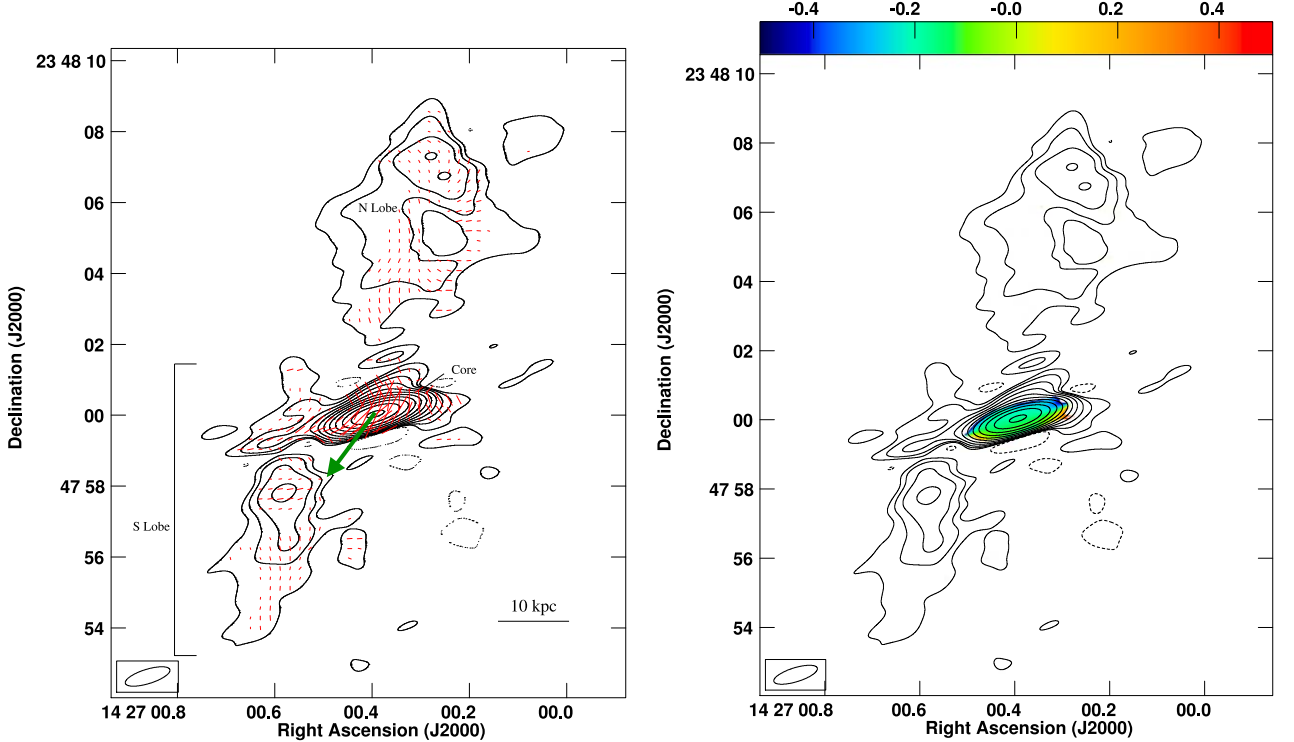 -0.4 -0.2 -0.0 0.2 0.4
23 48 10
08
06
04
02
00
47 58
56
54
Declination (J2000)
N Lobe
Core
S Lobe
10 kpc
14 27 00.8 00.6 00.4 00.2 00.0
Right Ascension (J2000)
23 48 10
08
06
04
02
00
47 58
56
54
Declination (J2000)
14 27 00.8 00.6 00.4 00.2 00.0
Right Ascension (J2000)